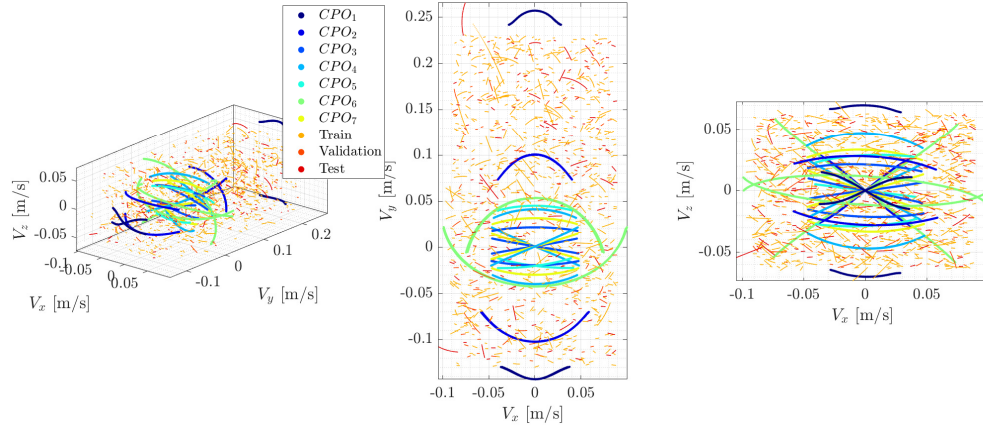 CPO1
CPO2
CPO3
CPO4
CPO5
CPO6
CPO7
Train
Validation
Test
0.05
0
-0.05
Vz [m/s]
-0.1
-0.05
0
0.05
Vx [m/s]
-0.1
0
0.1
0.2
Vy [m/s]
0.25
0.2
0.15
0.1
0.05
0
-0.05
-0.1
Vy [m/s]
-0.1
-0.05
0
0.05
Vx [m/s]
0.05
0
-0.05
Vz [m/s]
-0.1
-0.05
0
0.05
Vx [m/s]